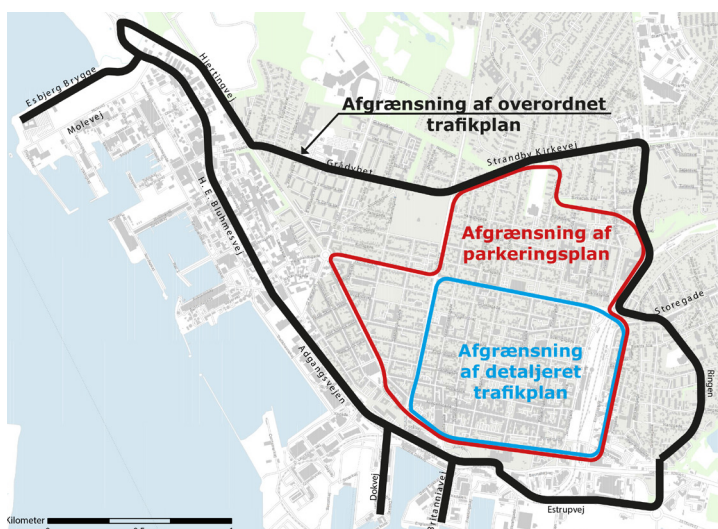 Hjertingvej
Esbjerg Brygge
Molevej
Afgrænsning af overordnet
trafikplan
Strandby Kirkevej
Grådybet
H. E. Bluhmesvej
Afgrænsning af
parkeringsplan
Storegade
Afgrænsning
af detaljeret
trafikplan
Adgangsvejen
Ringen
Dokvej
Britanniavej
Estrupvej
Kilometer